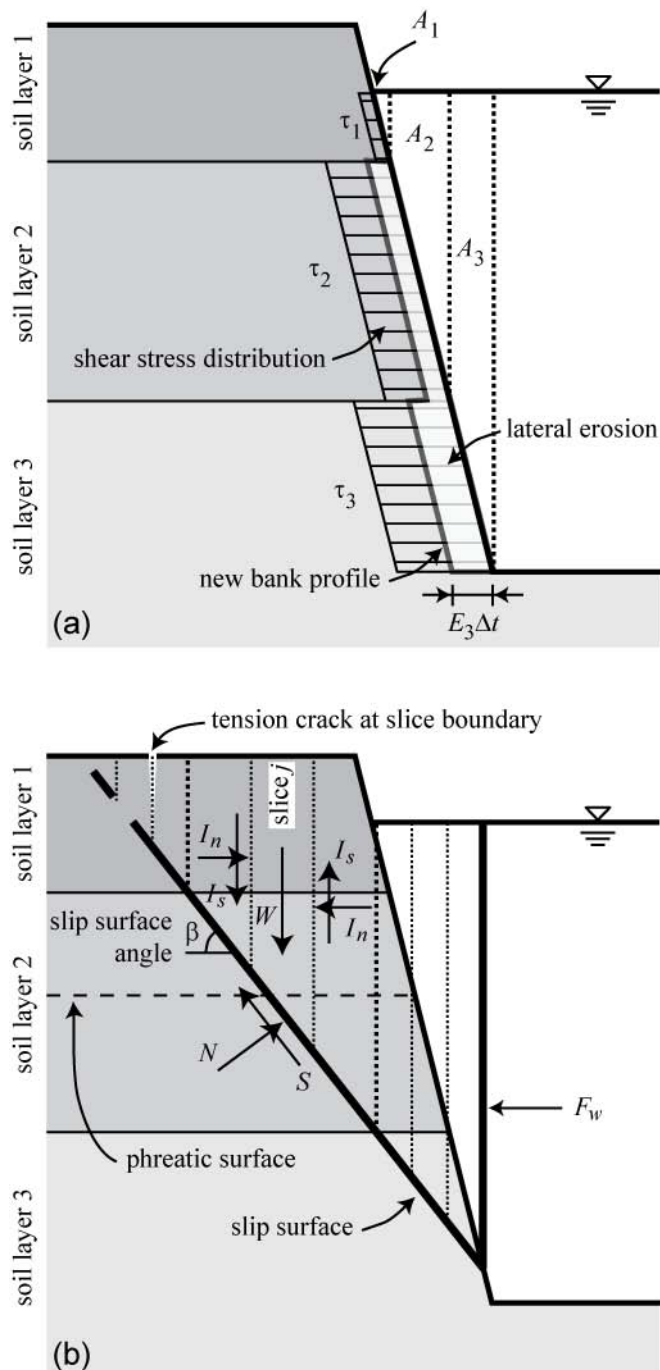 A1
soil layer 1
τ1
A2
soil layer 2
τ2
A3
shear stress distribution
lateral erosion
soil layer 3
τ3
new bank profile
E3Δt
(a)
tension crack at slice boundary
soil layer 1
slice j
In
Is
Is
W
In
slip surface
angle
β
soil layer 2
N
S
Fw
phreatic surface
slip surface
soil layer 3
(b)